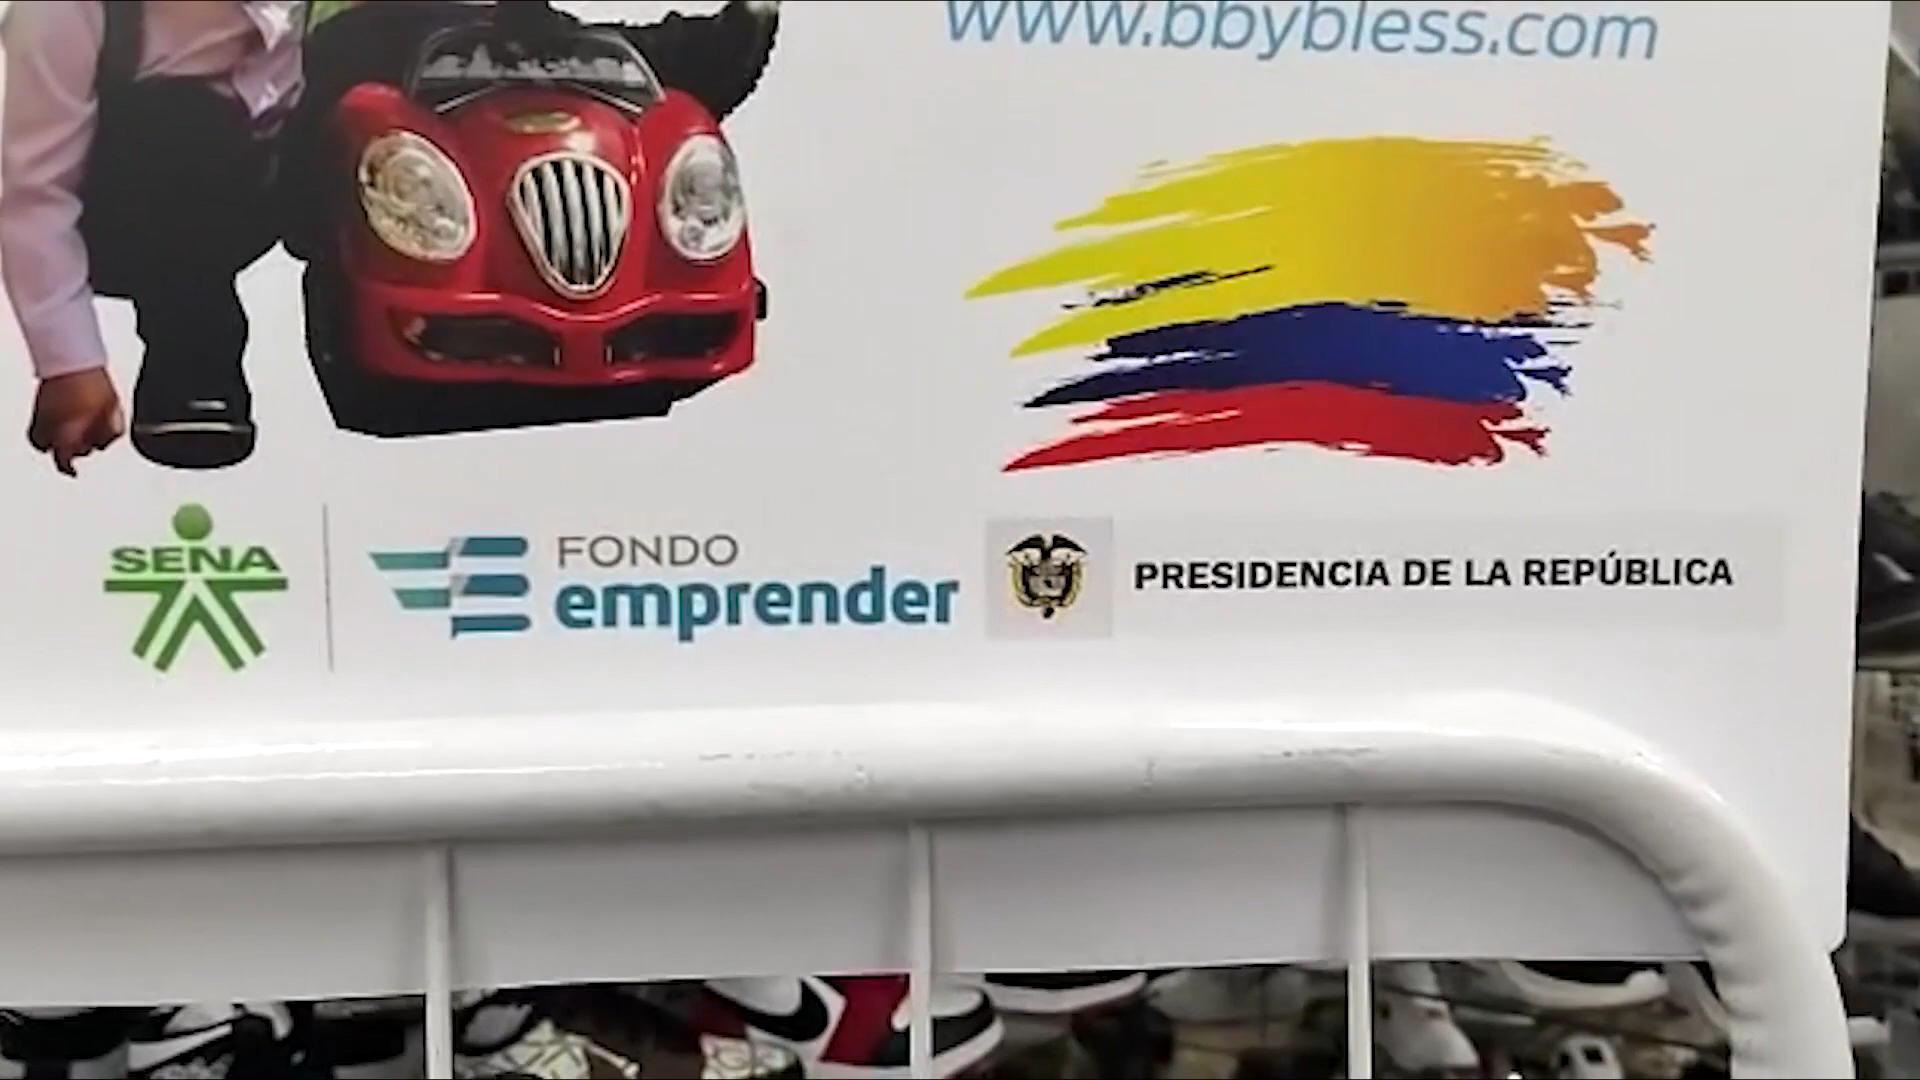 www.bbybless.com
SENA
FONDO
emprender
PRESIDENCIA DE LA REPÚBLICA